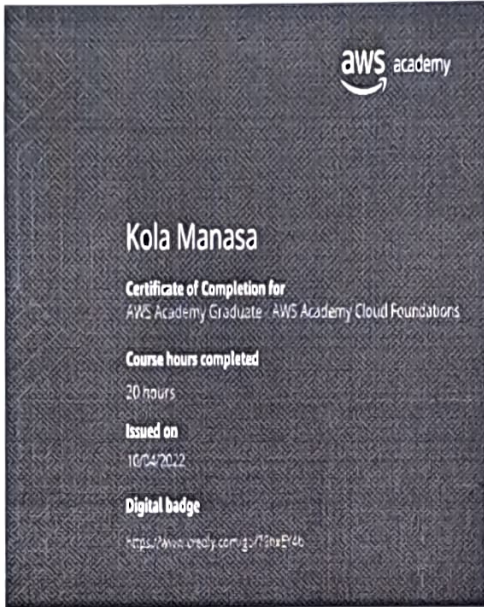 aws academy
Kola Manasa
Certificate of Completion for
AWS Academy Graduate - AWS Academy Cloud Foundations
Course hours completed
20 hours
Issued on
10/04/2022
Digital badge